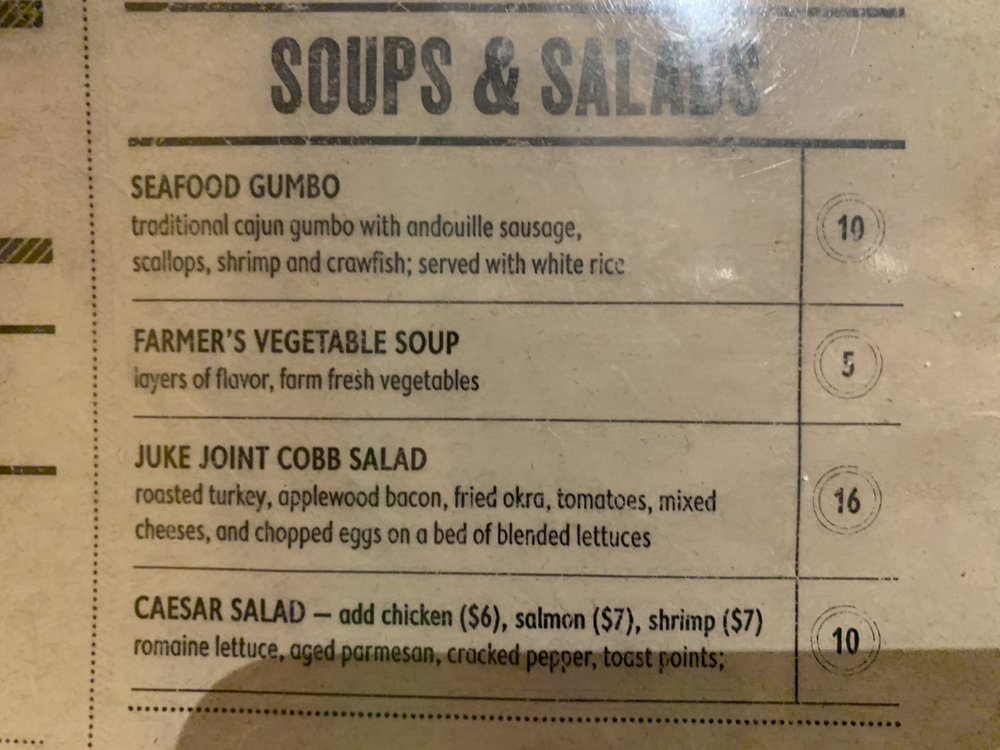 SOUPS & SALADS
SEAFOOD GUMBO
traditional cajun gumbo with andouille sausage,
scallops, shrimp and crawfish; served with white rice
10
FARMER'S VEGETABLE SOUP
layers of flavor, farm fresh vegetables
5
JUKE JOINT COBB SALAD
roasted turkey, applewood bacon, fried okra, tomatoes, mixed
cheeses, and chopped eggs on a bed of blended lettuces
16
CAESAR SALAD — add chicken ($6), salmon ($7), shrimp ($7)
romaine lettuce, aged parmesan, cracked pepper, toast points;
10